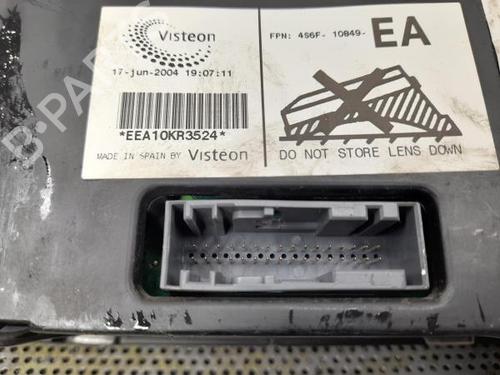 Visteon
17-jun-2004 19:07:11
*EEA10KR3524*
MADE IN SPAIN BY Visteon
FPN: 4S6F- 10849- EA
DO NOT STORE LENS DOWN